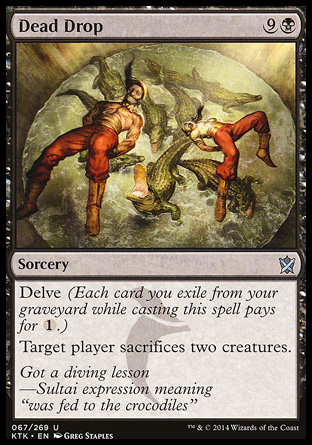 Dead Drop 9
Sorcery
Delve (Each card you exile from your
graveyard while casting this spell pays
for 1.)
Target player sacrifices two creatures.
Got a diving lesson
—Sultai expression meaning
“was fed to the crocodiles”
067/269 U
KTK • EN Greg Staples
™ & © 2014 Wizards of the Coast